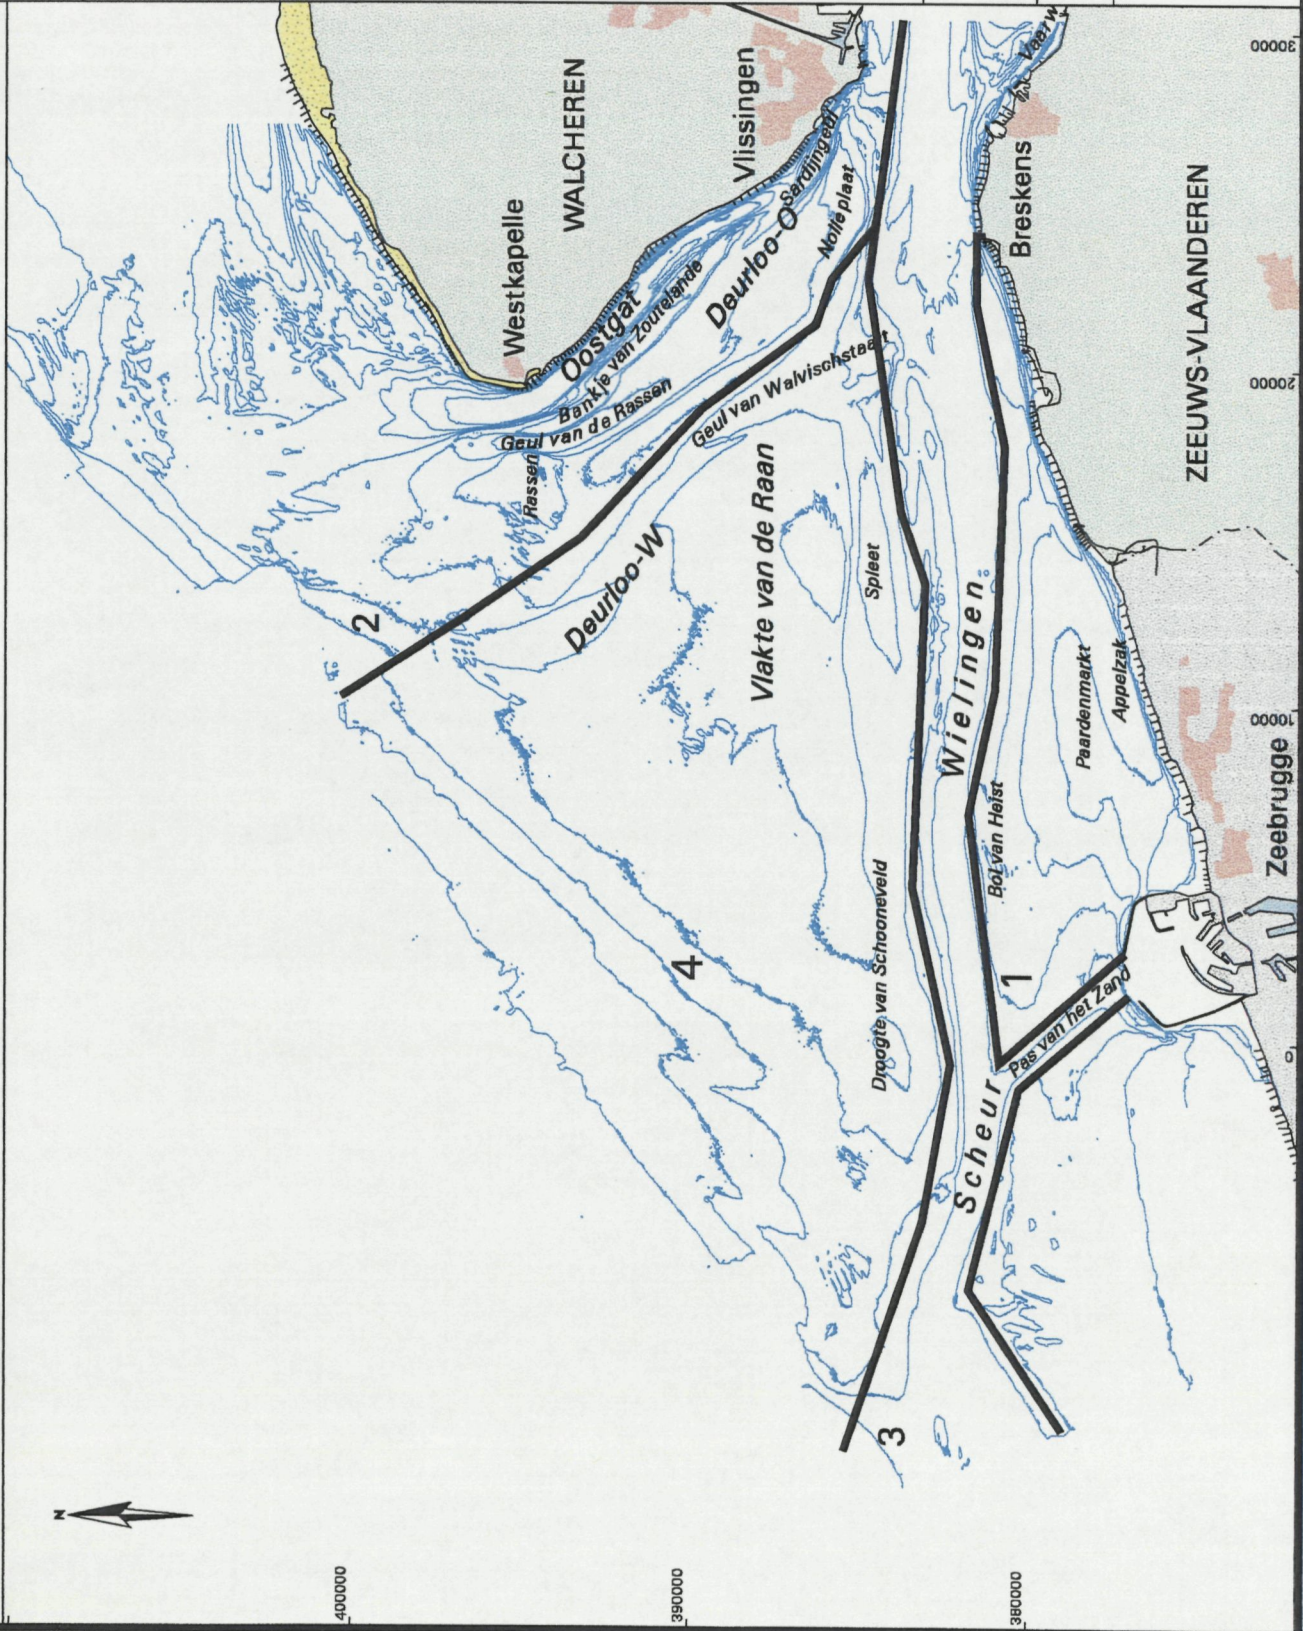 N
WALCHEREN
Westkapelle
Vlissingen
Oostgat
Bankje van Zoutelande
Geul van de Rassen
Rassen
Deurloo-O
Sardijngeul
Nolle plaat
Geul van Walvischstaart
Deurloo-W
Vlakte van de Raan
Spleet
Wielingen
Vaarw
Breskens
ZEEUWS-VLAANDEREN
Paardenmarkt
Appelzak
Bol van Heist
Droogte van Schooneveld
Pas van het Zand
Scheur
Zeebrugge
1
2
3
4
400000
390000
380000
0
10000
20000
30000